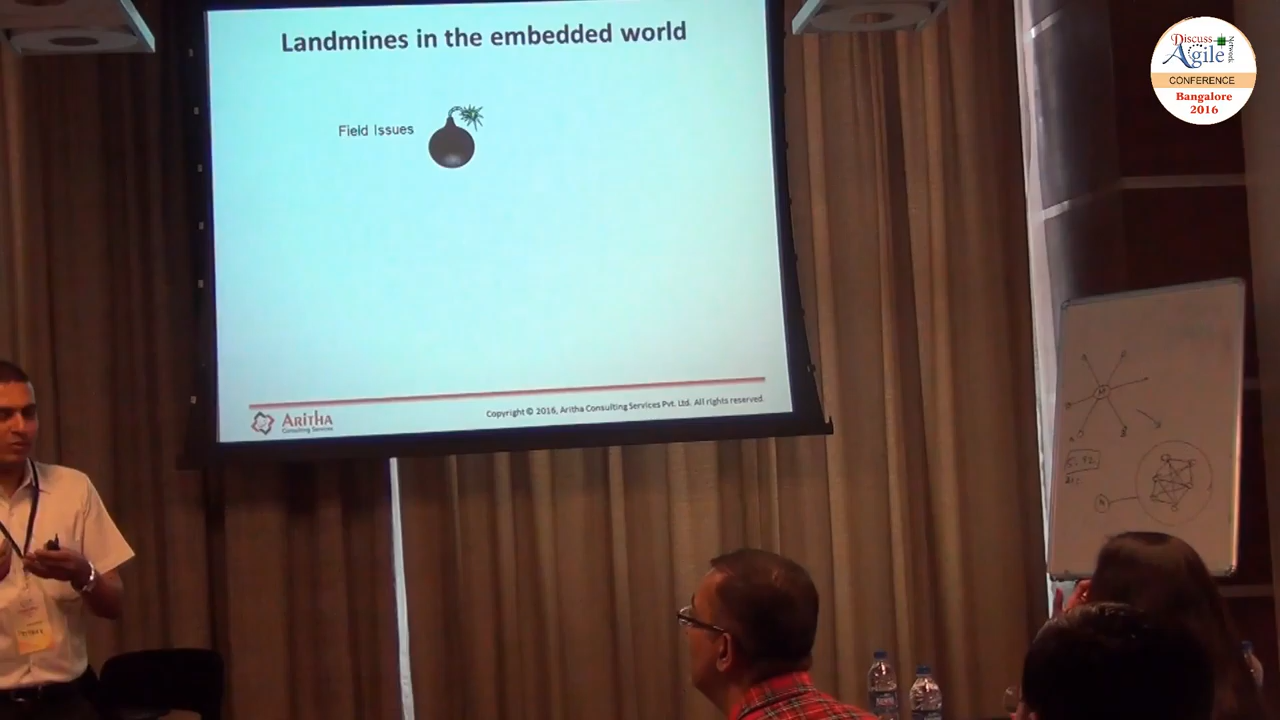 Landmines in the embedded world
Field Issues
ARITHA
Consulting Services
Copyright © 2016, Aritha Consulting Services Pvt. Ltd. All rights reserved.
Discuss
Agile
Network
CONFERENCE
Bangalore
2016